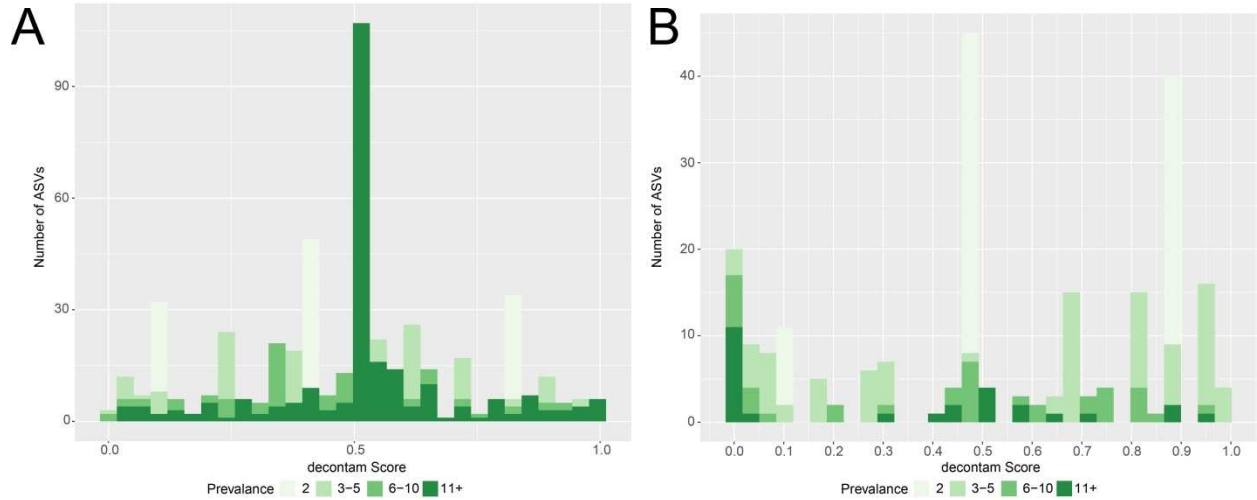 A
Number of ASVs
90
60
30
0
0.0 0.5 1.0
decontam Score
Prevalance 2 3−5 6−10 11+
B
Number of ASVs
40
30
20
10
0
0.0 0.1 0.2 0.3 0.4 0.5 0.6 0.7 0.8 0.9 1.0
decontam Score
Prevalance 2 3−5 6−10 11+